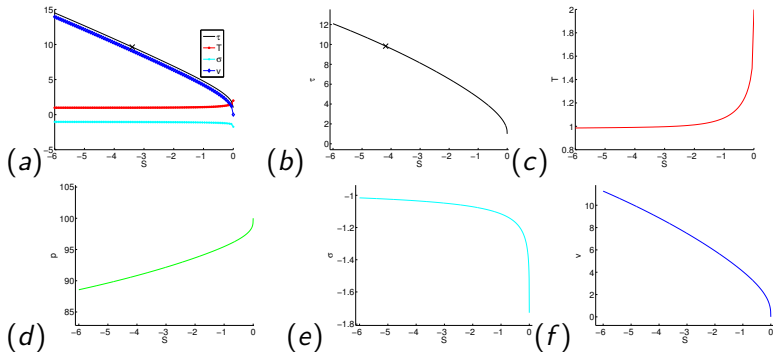 15
10
5
0
−5
−6 −5 −4 −3 −2 −1 0
S
τ
T
σ
v
(a)
12
10
8
6
4
2
0
τ
−6 −5 −4 −3 −2 −1 0
S
(b)
2
1.8
1.6
1.4
1.2
1
0.8
T
−6 −5 −4 −3 −2 −1 0
S
(c)
105
100
95
90
85
p
−6 −5 −4 −3 −2 −1 0
S
(d)
−1
−1.2
−1.4
−1.6
−1.8
σ
−6 −5 −4 −3 −2 −1 0
S
(e)
10
8
6
4
2
0
v
−6 −5 −4 −3 −2 −1 0
S
(f)